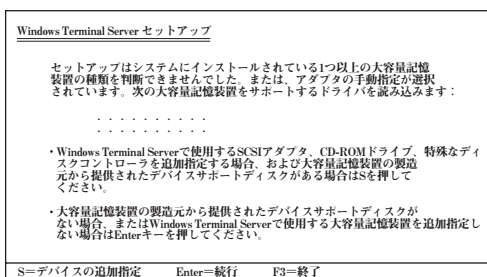 Windows Terminal Server セットアップ
セットアップはシステムにインストールされている1つ以上の大容量記憶
装置の種類を判断できませんでした。または、アダプタの手動指定が選択
されています。次の大容量記憶装置をサポートするドライバを読み込みます：
. . . . . . . . . .
. . . . . . . . . .
・Windows Terminal Serverで使用するSCSIアダプタ、CD-ROMドライブ、特殊なディ
スクコントローラを追加指定する場合、および大容量記憶装置の製造
元から提供されたデバイスサポートディスクがある場合はSを押して
ください。
・大容量記憶装置の製造元から提供されたデバイスサポートディスクが
ない場合、またはWindows Terminal Serverで使用する大容量記憶装置を追加指定し
ない場合はEnterキーを押してください。
S＝デバイスの追加指定 Enter＝続行 F3＝終了